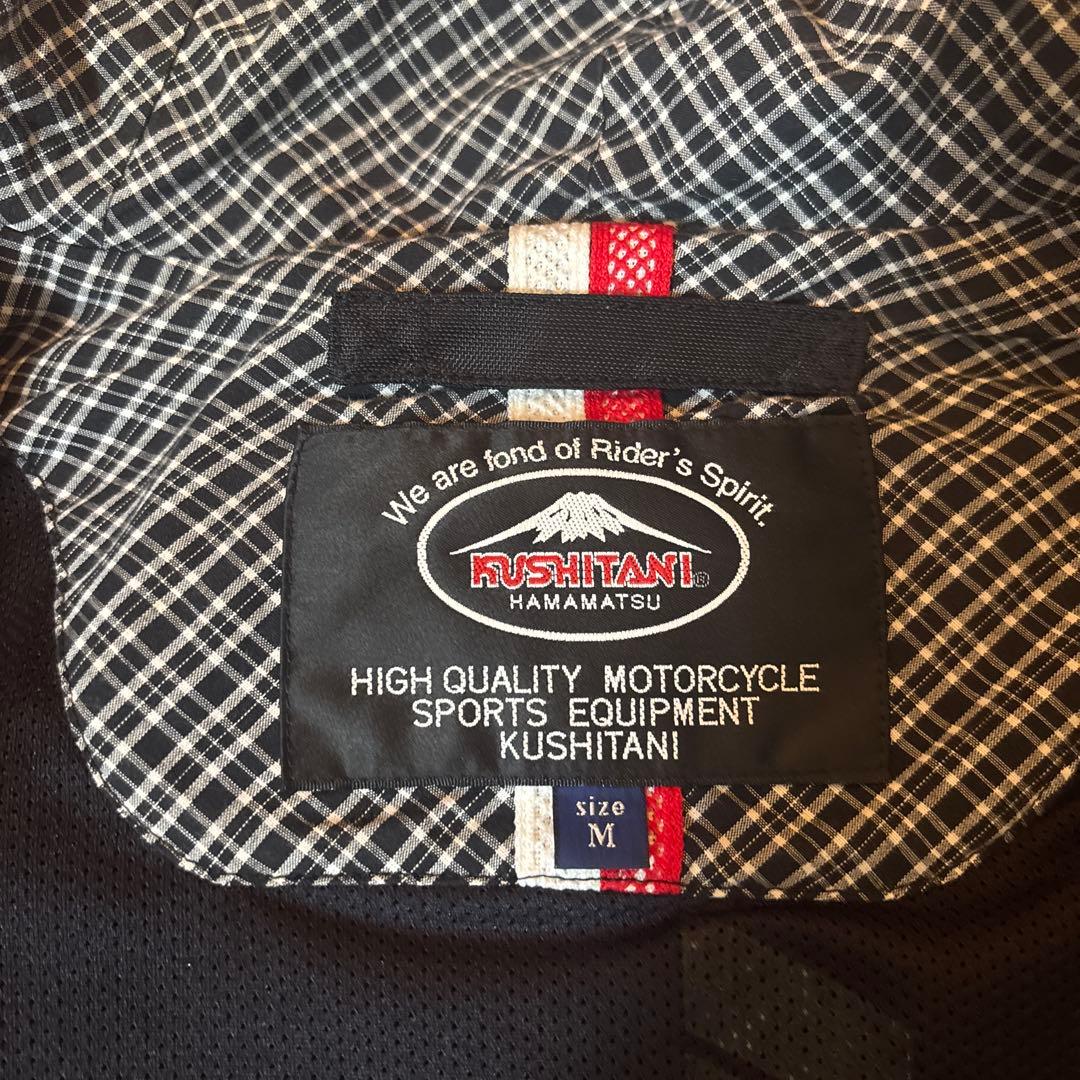 We are fond of Rider's Spirit.
KUSHITANI®
HAMAMATSU
HIGH QUALITY MOTORCYCLE
SPORTS EQUIPMENT
KUSHITANI
size
M